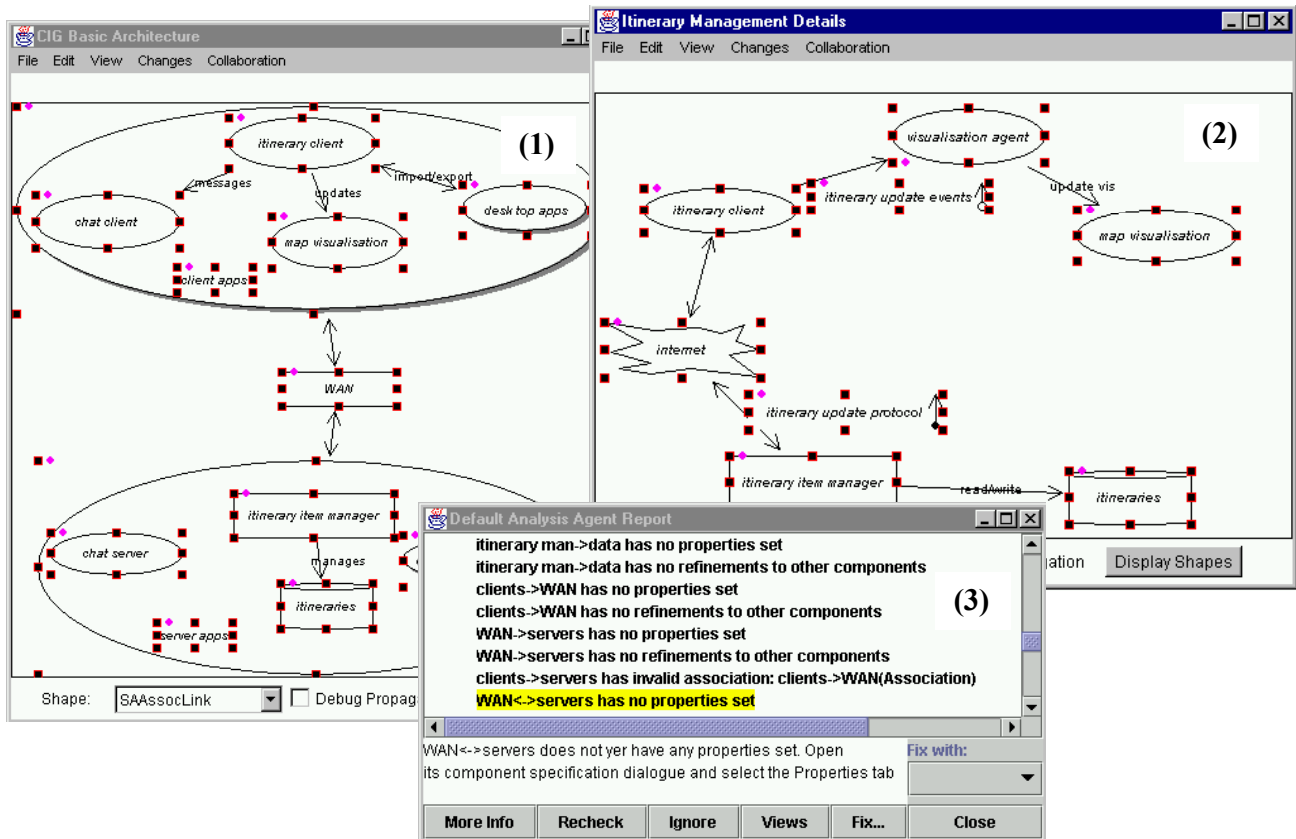 CIG Basic Architecture
File Edit View Changes Collaboration
(1)
itinerary client
messages
updates
import/export
chat client
map visualisation
desktop apps
client apps
WAN
itinerary item manager
chat server
manages
itineraries
server apps
Shape: SAAssocLink Debug Propag
Itinerary Management Details
File Edit View Changes Collaboration
(2)
visualisation agent
itinerary update events
update vis
itinerary client
map visualisation
internet
itinerary update protocol
itinerary item manager
read/write
itineraries
gation Display Shapes
Default Analysis Agent Report
(3)
itinerary man->data has no properties set
itinerary man->data has no refinements to other components
clients->WAN has no properties set
clients->WAN has no refinements to other components
WAN->servers has no properties set
WAN->servers has no refinements to other components
clients->servers has invalid association: clients->WAN(Association)
WAN<->servers has no properties set
WAN<->servers does not yer have any properties set. Open
its component specification dialogue and select the Properties tab
Fix with:
More Info Recheck Ignore Views Fix... Close